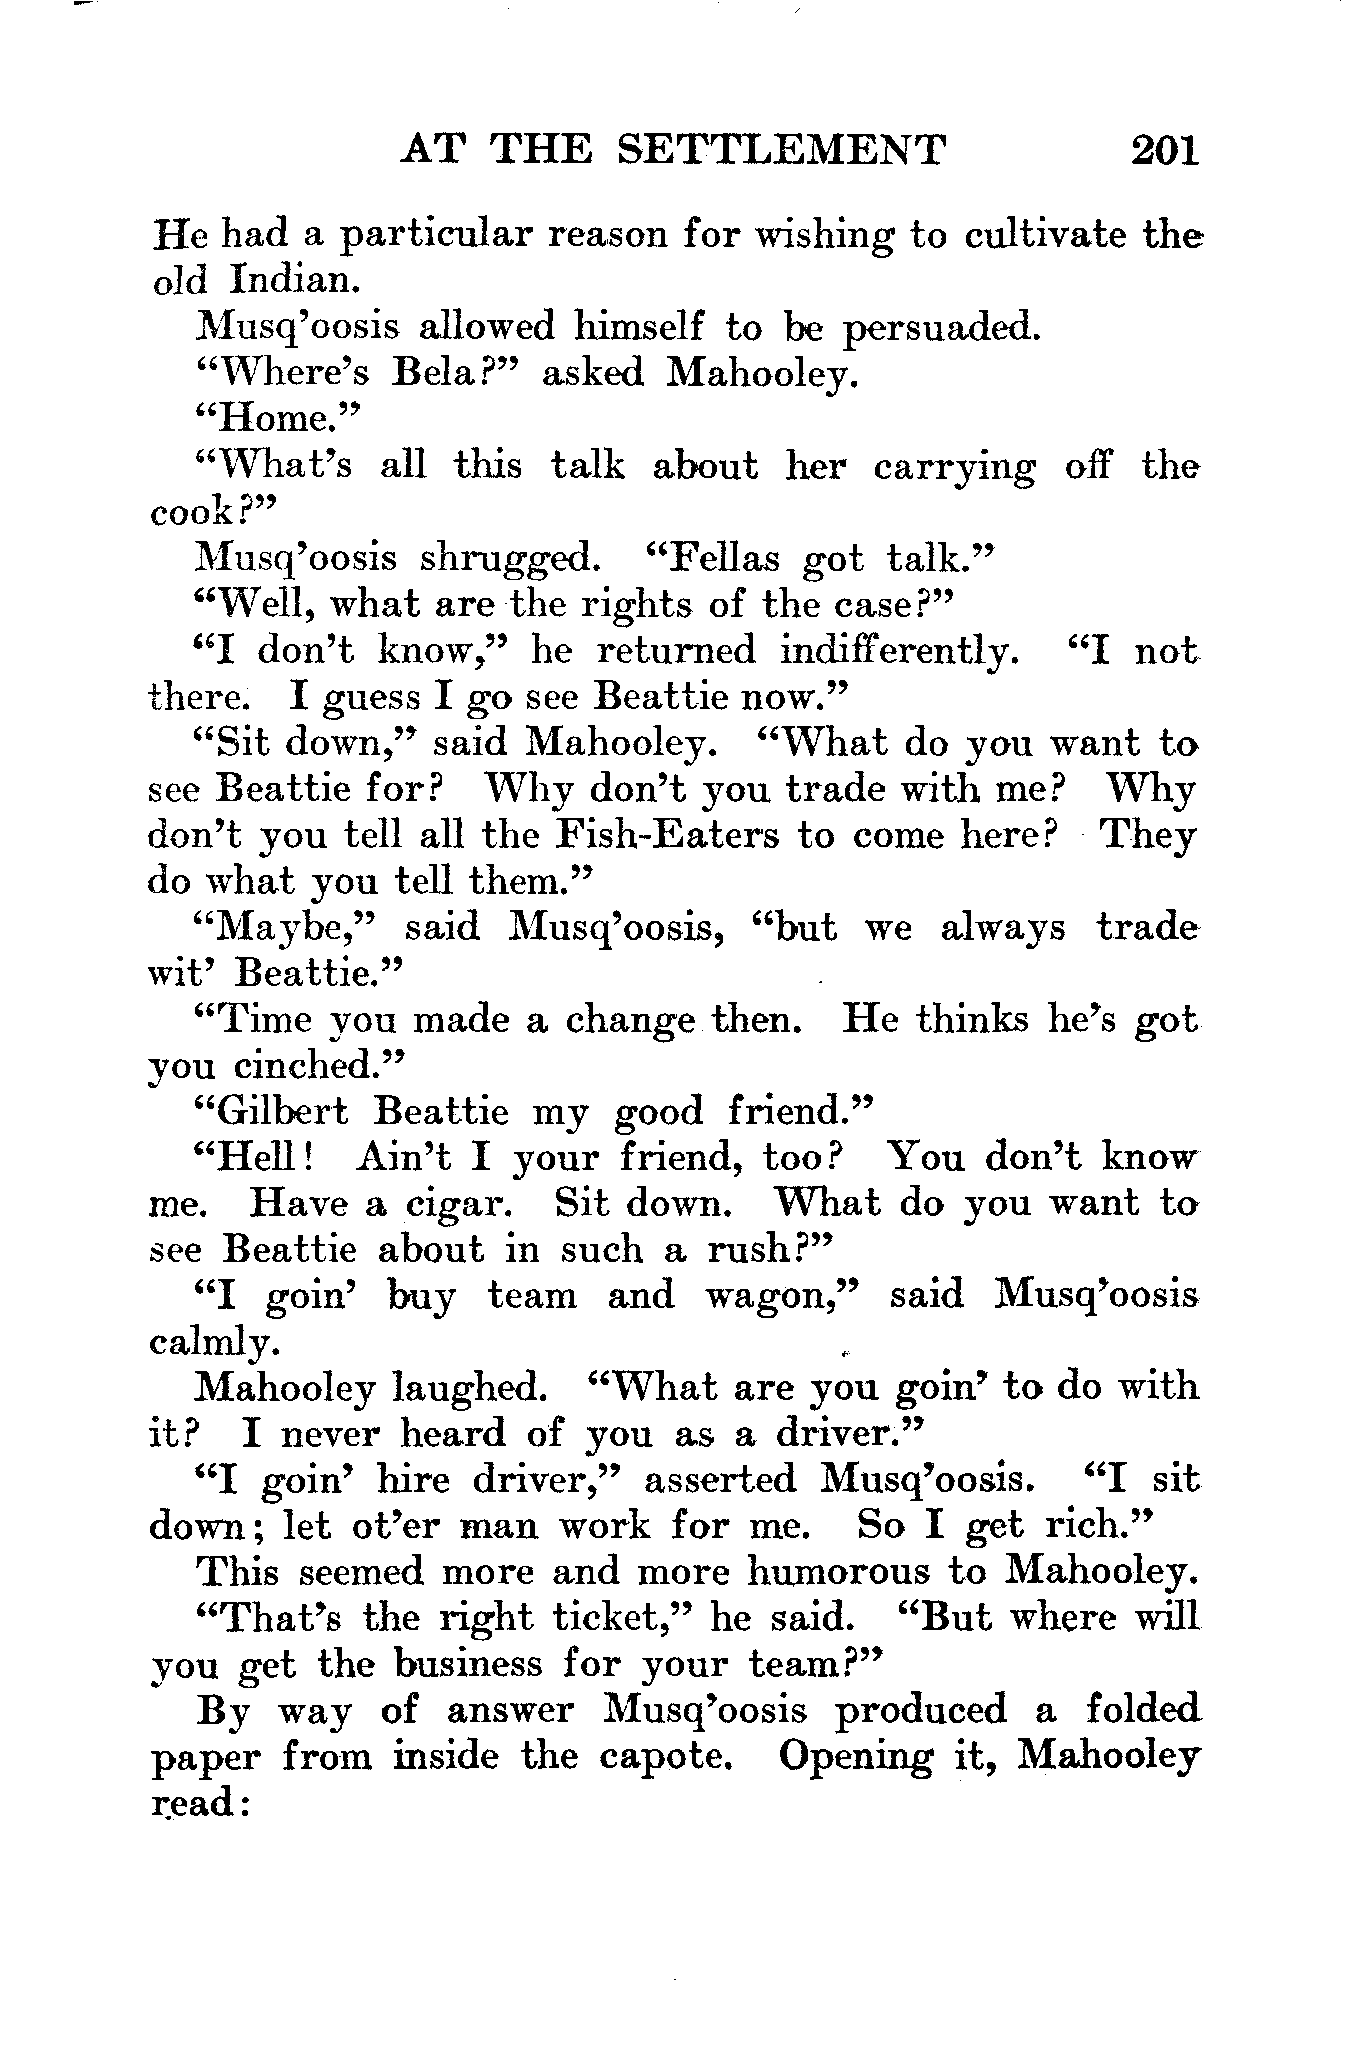 AT THE SETTLEMENT 201
He had a particular reason for wishing to cultivate the
old Indian.
Musq’oosis allowed himself to be persuaded.
“Where’s Bela?” asked Mahooley.
“Home.”
“What’s all this talk about her carrying off the
cook?”
Musq’oosis shrugged. “Fellas got talk.”
“Well, what are the rights of the case?”
“I don’t know,” he returned indifferently. “I not
there. I guess I go see Beattie now.”
“Sit down,” said Mahooley. “What do you want to
see Beattie for? Why don’t you trade with me? Why
don’t you tell all the Fish-Eaters to come here? They
do what you tell them.”
“Maybe,” said Musq’oosis, “but we always trade
wit’ Beattie.”
“Time you made a change then. He thinks he’s got
you cinched.”
“Gilbert Beattie my good friend.”
“Hell! Ain’t I your friend, too? You don’t know
me. Have a cigar. Sit down. What do you want to
see Beattie about in such a rush?”
“I goin’ buy team and wagon,” said Musq’oosis
calmly.
Mahooley laughed. “What are you goin’ to do with
it? I never heard of you as a driver.”
“I goin’ hire driver,” asserted Musq’oosis. “I sit
down; let ot’er man work for me. So I get rich.”
This seemed more and more humorous to Mahooley.
“That’s the right ticket,” he said. “But where will
you get the business for your team?”
By way of answer Musq’oosis produced a folded
paper from inside the capote. Opening it, Mahooley
read: